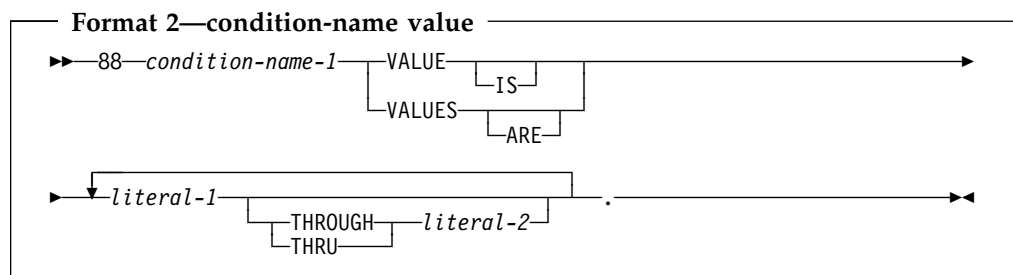 Format 2—condition-name value
88 condition-name-1 VALUE IS
VALUES ARE
literal-1 THROUGH literal-2 .
THRU